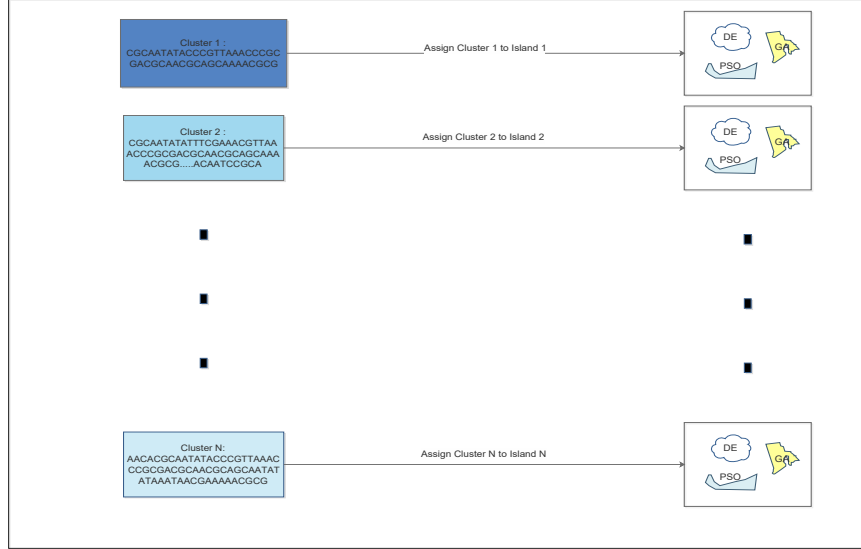 Cluster 1 :
CGCAATATACCCGTTAAACCCGC
GACGCAACGCAGCAAAACGCG
Assign Cluster 1 to Island 1
DE
GA
PSO
Cluster 2 :
CGCAATATATTTCGAAACGTTAA
ACCCGCGACGCAACGCAGCAAA
ACGCG.....ACAATCCGCA
Assign Cluster 2 to Island 2
DE
GA
PSO
Cluster N:
AACACGCAATATACCCGTTAAAC
CCGCGACGCAACGCAGCAATAT
ATAAATAACGAAAAACGCG
Assign Cluster N to Island N
DE
GA
PSO